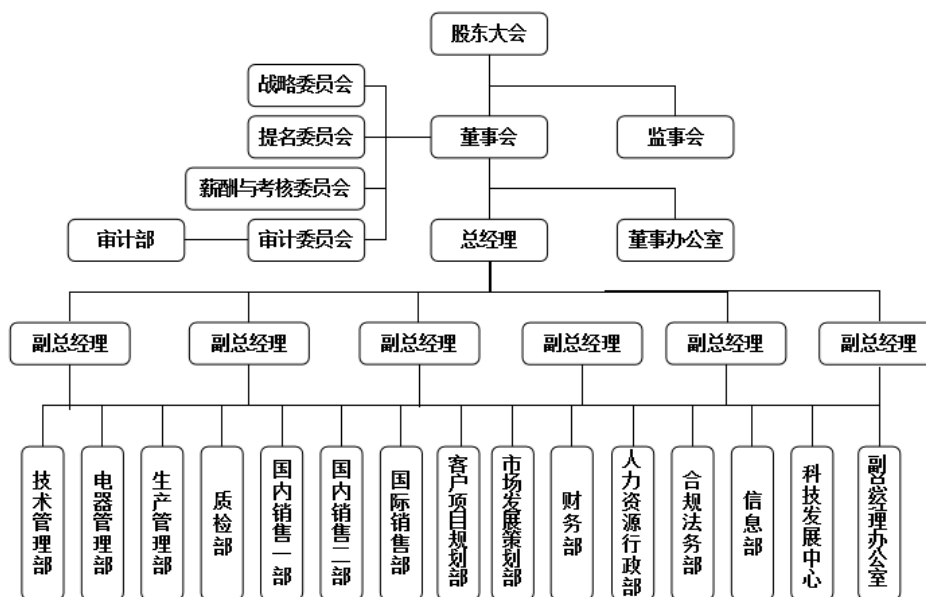 股东大会
战略委员会
提名委员会
董事会
监事会
薪酬与考核委员会
审计部
审计委员会
总经理
董事办公室
副总经理
副总经理
副总经理
副总经理
副总经理
副总经理
技术管理部
电器管理部
生产管理部
质检部
国内销售一部
国内销售二部
国际销售部
客户项目规划部
市场发展策划部
财务部
人力资源行政部
合规法务部
信息部
科技发展中心
副总经理办公室